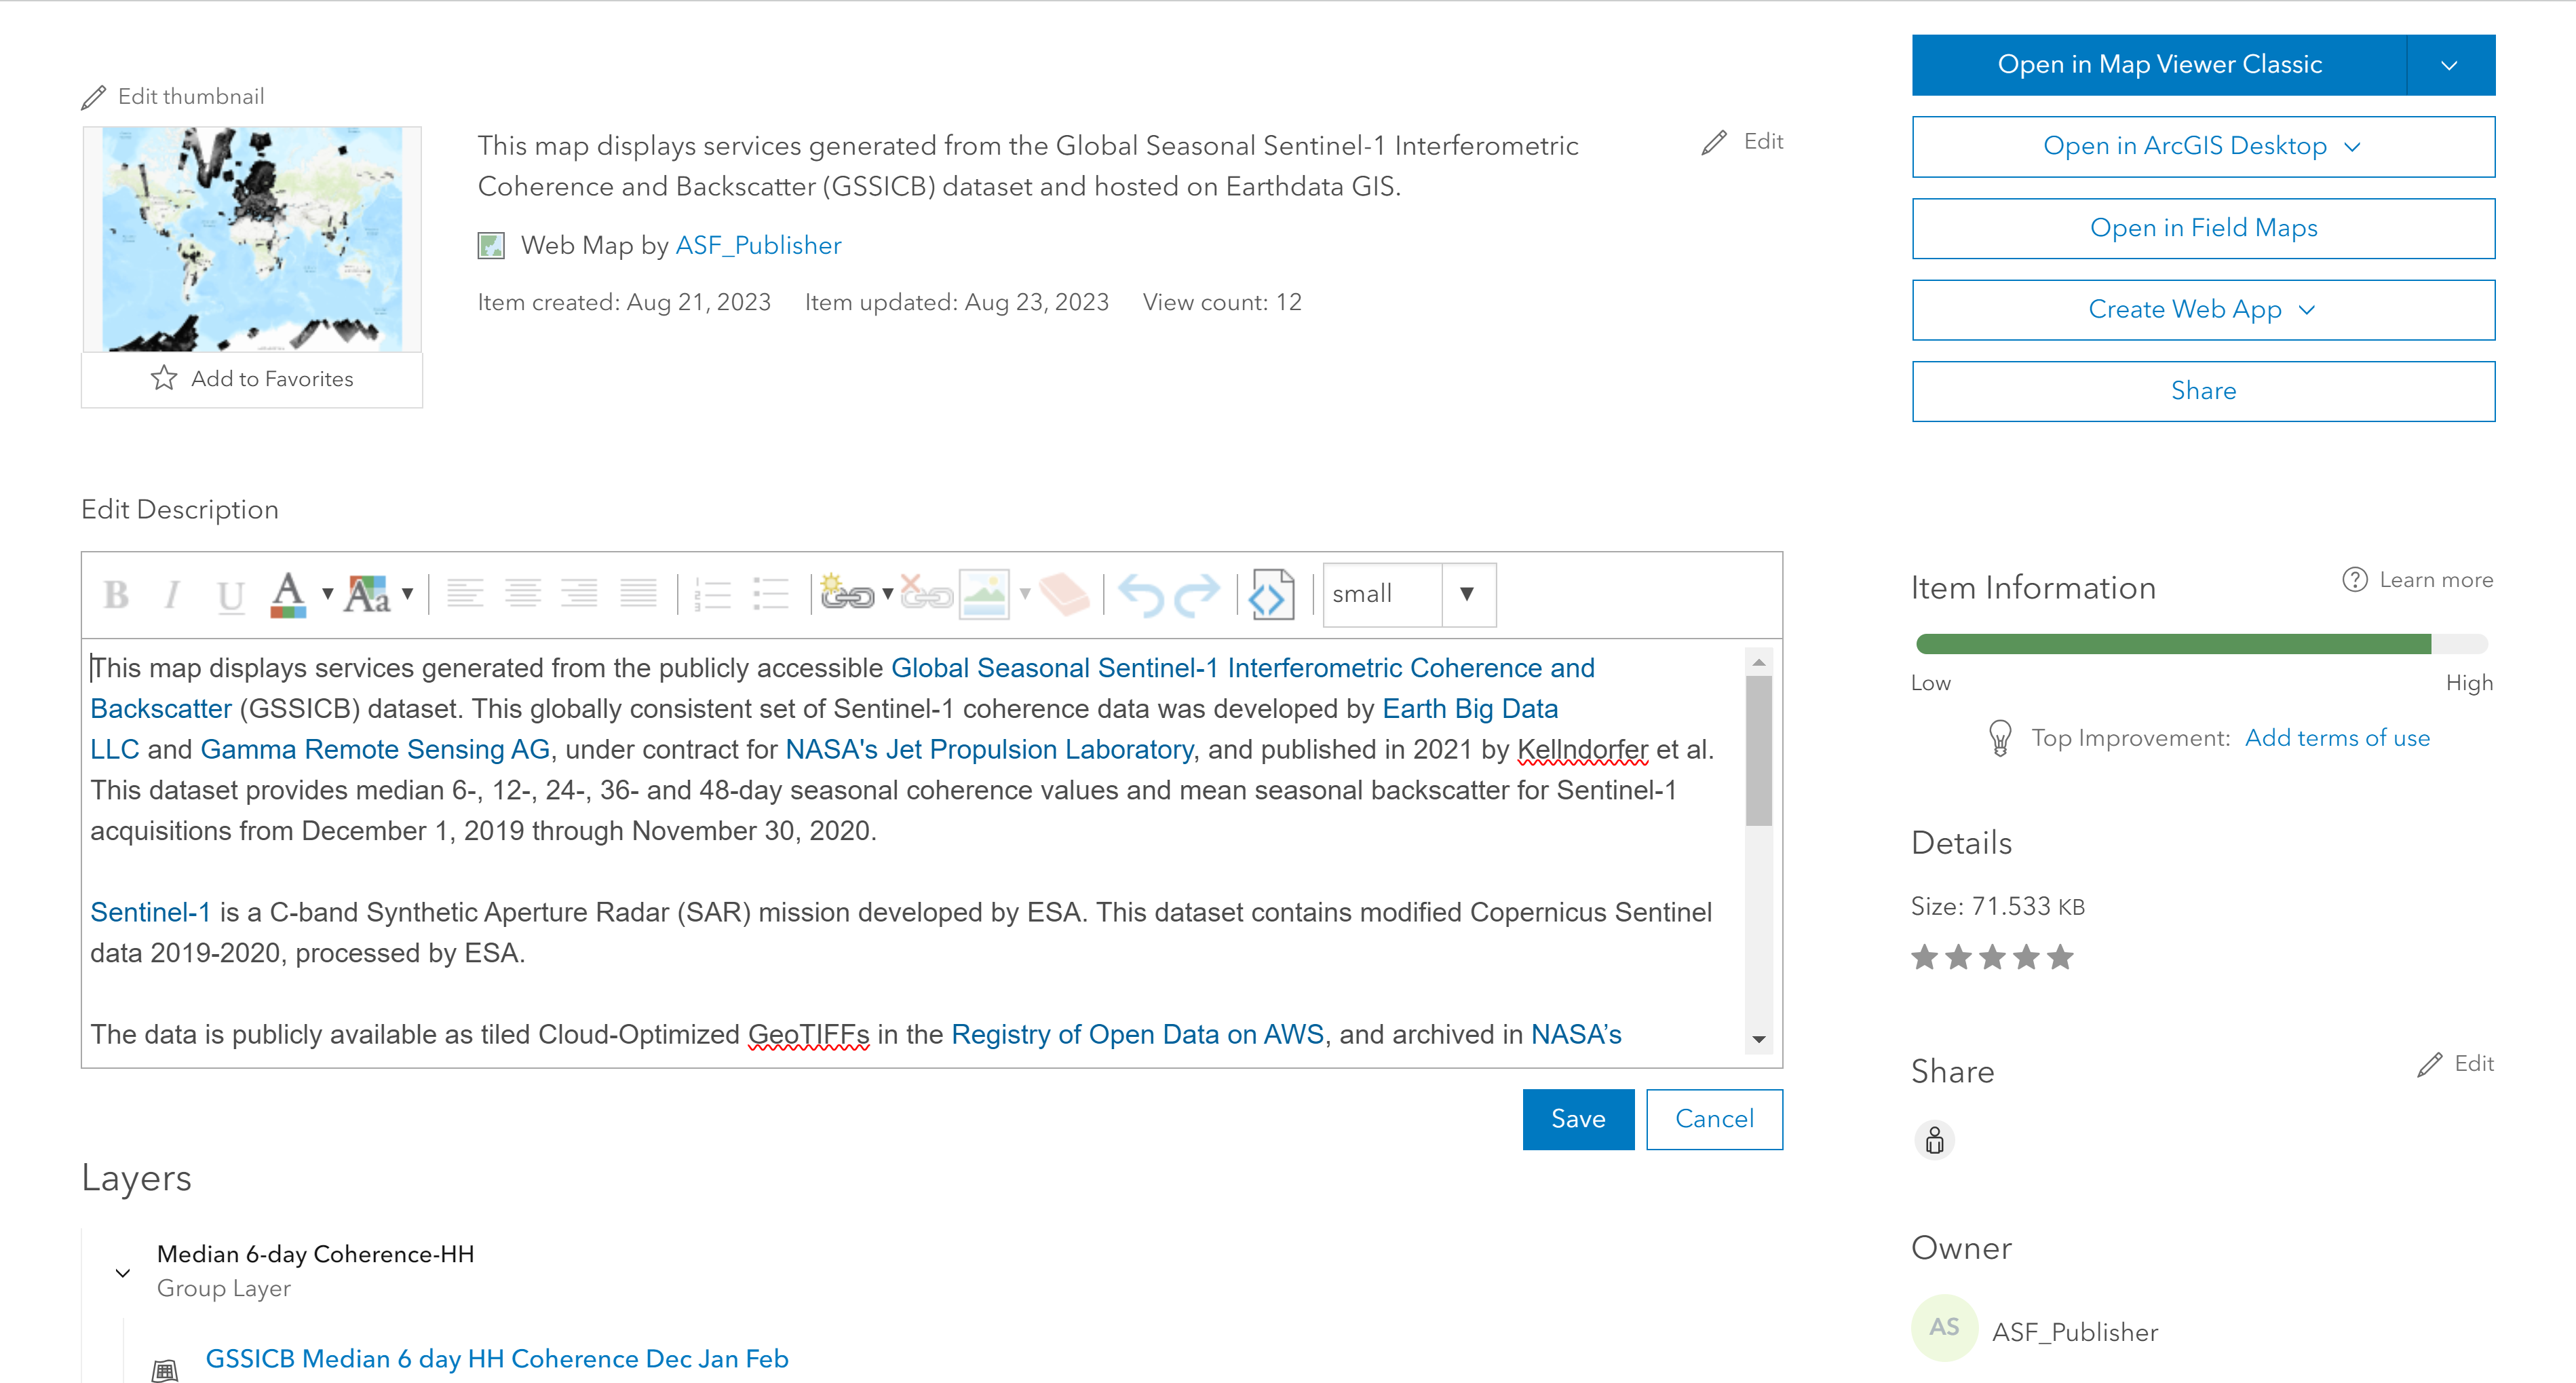 Edit thumbnail
Add to Favorites
This map displays services generated from the Global Seasonal Sentinel-1 Interferometric
Coherence and Backscatter (GSSICB) dataset and hosted on Earthdata GIS.
Edit
Web Map by ASF_Publisher
Item created: Aug 21, 2023 Item updated: Aug 23, 2023 View count: 12
Open in Map Viewer Classic
Open in ArcGIS Desktop
Open in Field Maps
Create Web App
Share
Edit Description
B I U A Aa small
This map displays services generated from the publicly accessible Global Seasonal Sentinel-1 Interferometric Coherence and
Backscatter (GSSICB) dataset. This globally consistent set of Sentinel-1 coherence data was developed by Earth Big Data
LLC and Gamma Remote Sensing AG, under contract for NASA's Jet Propulsion Laboratory, and published in 2021 by Kellndorfer et al.
This dataset provides median 6-, 12-, 24-, 36- and 48-day seasonal coherence values and mean seasonal backscatter for Sentinel-1
acquisitions from December 1, 2019 through November 30, 2020.
Sentinel-1 is a C-band Synthetic Aperture Radar (SAR) mission developed by ESA. This dataset contains modified Copernicus Sentinel
data 2019-2020, processed by ESA.
The data is publicly available as tiled Cloud-Optimized GeoTIFFs in the Registry of Open Data on AWS, and archived in NASA’s
Save Cancel
Layers
Median 6-day Coherence-HH
Group Layer
GSSICB Median 6 day HH Coherence Dec Jan Feb
Item Information
Learn more
Low High
Top Improvement: Add terms of use
Details
Size: 71.533 KB
Share
Edit
Owner
AS ASF_Publisher